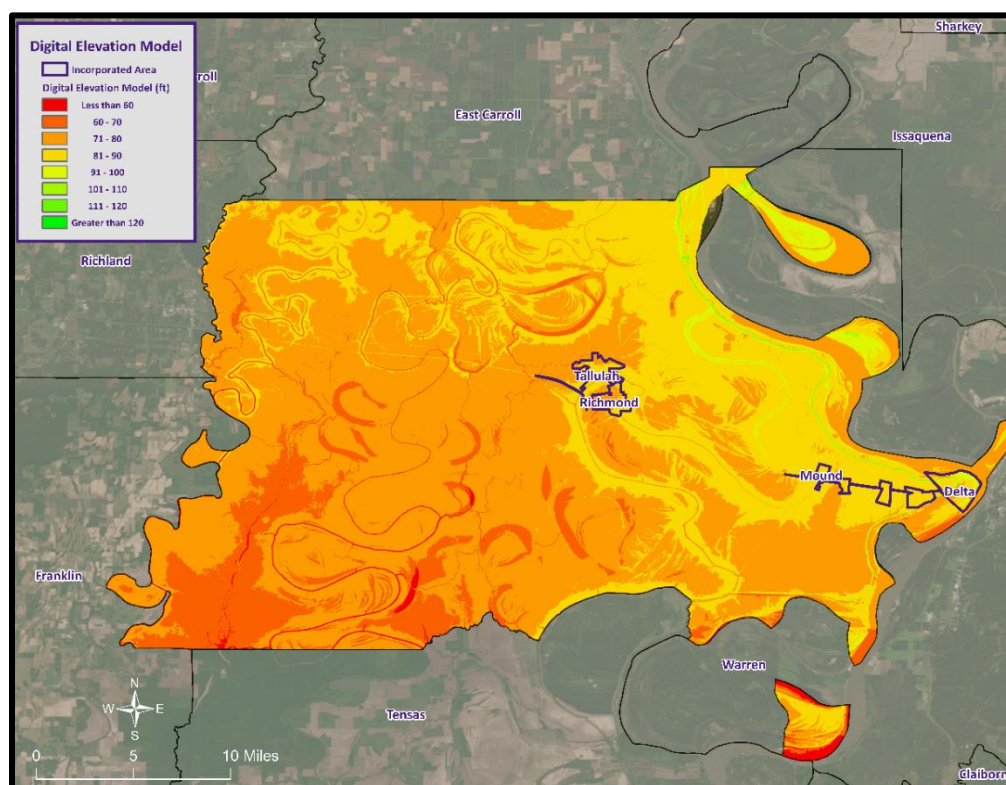 Digital Elevation Model
Incorporated Area
Digital Elevation Model (ft)
Less than 60
60 - 70
71 - 80
81 - 90
91 - 100
101 - 110
111 - 120
Greater than 120
Sharkey
rroll
East Carroll
Issaquena
Richland
Tallulah
Richmond
Mound
Delta
Franklin
Warren
Tensas
N
W E
S
0 5 10 Miles
Claiborn